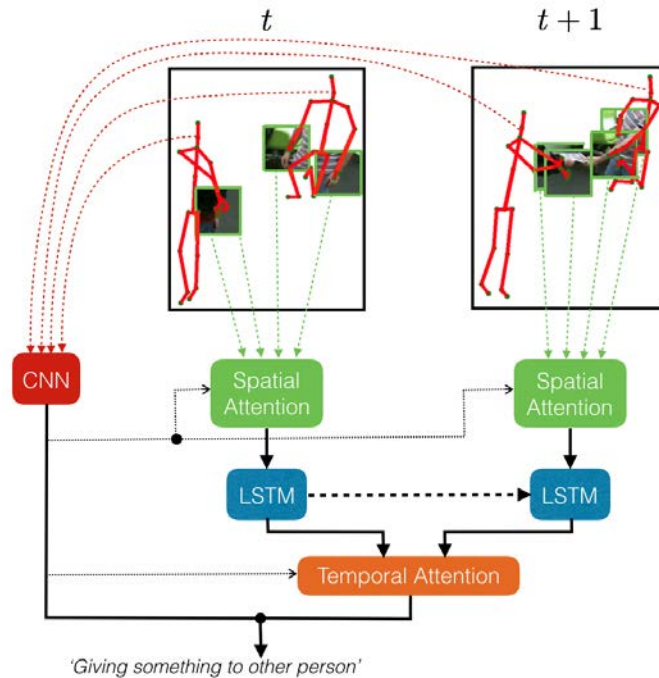 t
t + 1
CNN
Spatial
Attention
Spatial
Attention
LSTM
LSTM
Temporal Attention
'Giving something to other person'